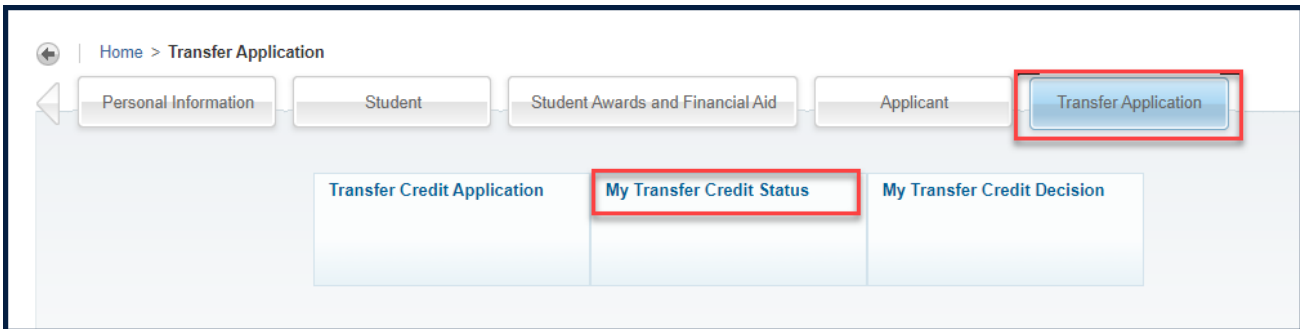 Home > Transfer Application
Personal Information Student Student Awards and Financial Aid Applicant Transfer Application
Transfer Credit Application My Transfer Credit Status My Transfer Credit Decision